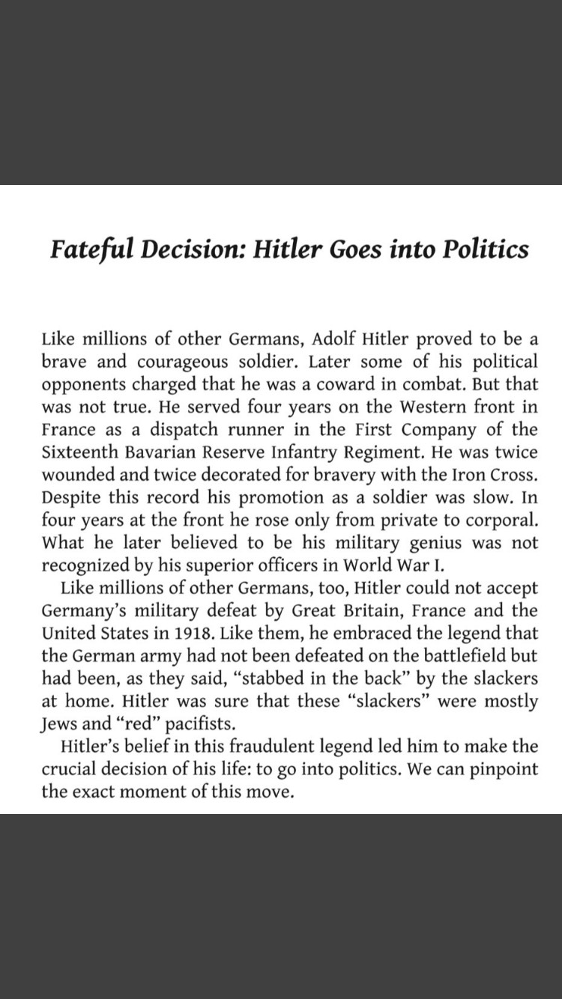 Fateful Decision: Hitler Goes into Politics
Like millions of other Germans, Adolf Hitler proved to be a
brave and courageous soldier. Later some of his political
opponents charged that he was a coward in combat. But that
was not true. He served four years on the Western front in
France as a dispatch runner in the First Company of the
Sixteenth Bavarian Reserve Infantry Regiment. He was twice
wounded and twice decorated for bravery with the Iron Cross.
Despite this record his promotion as a soldier was slow. In
four years at the front he rose only from private to corporal.
What he later believed to be his military genius was not
recognized by his superior officers in World War I.
Like millions of other Germans, too, Hitler could not accept
Germany’s military defeat by Great Britain, France and the
United States in 1918. Like them, he embraced the legend that
the German army had not been defeated on the battlefield but
had been, as they said, “stabbed in the back” by the slackers
at home. Hitler was sure that these “slackers” were mostly
Jews and “red” pacifists.
Hitler’s belief in this fraudulent legend led him to make the
crucial decision of his life: to go into politics. We can pinpoint
the exact moment of this move.